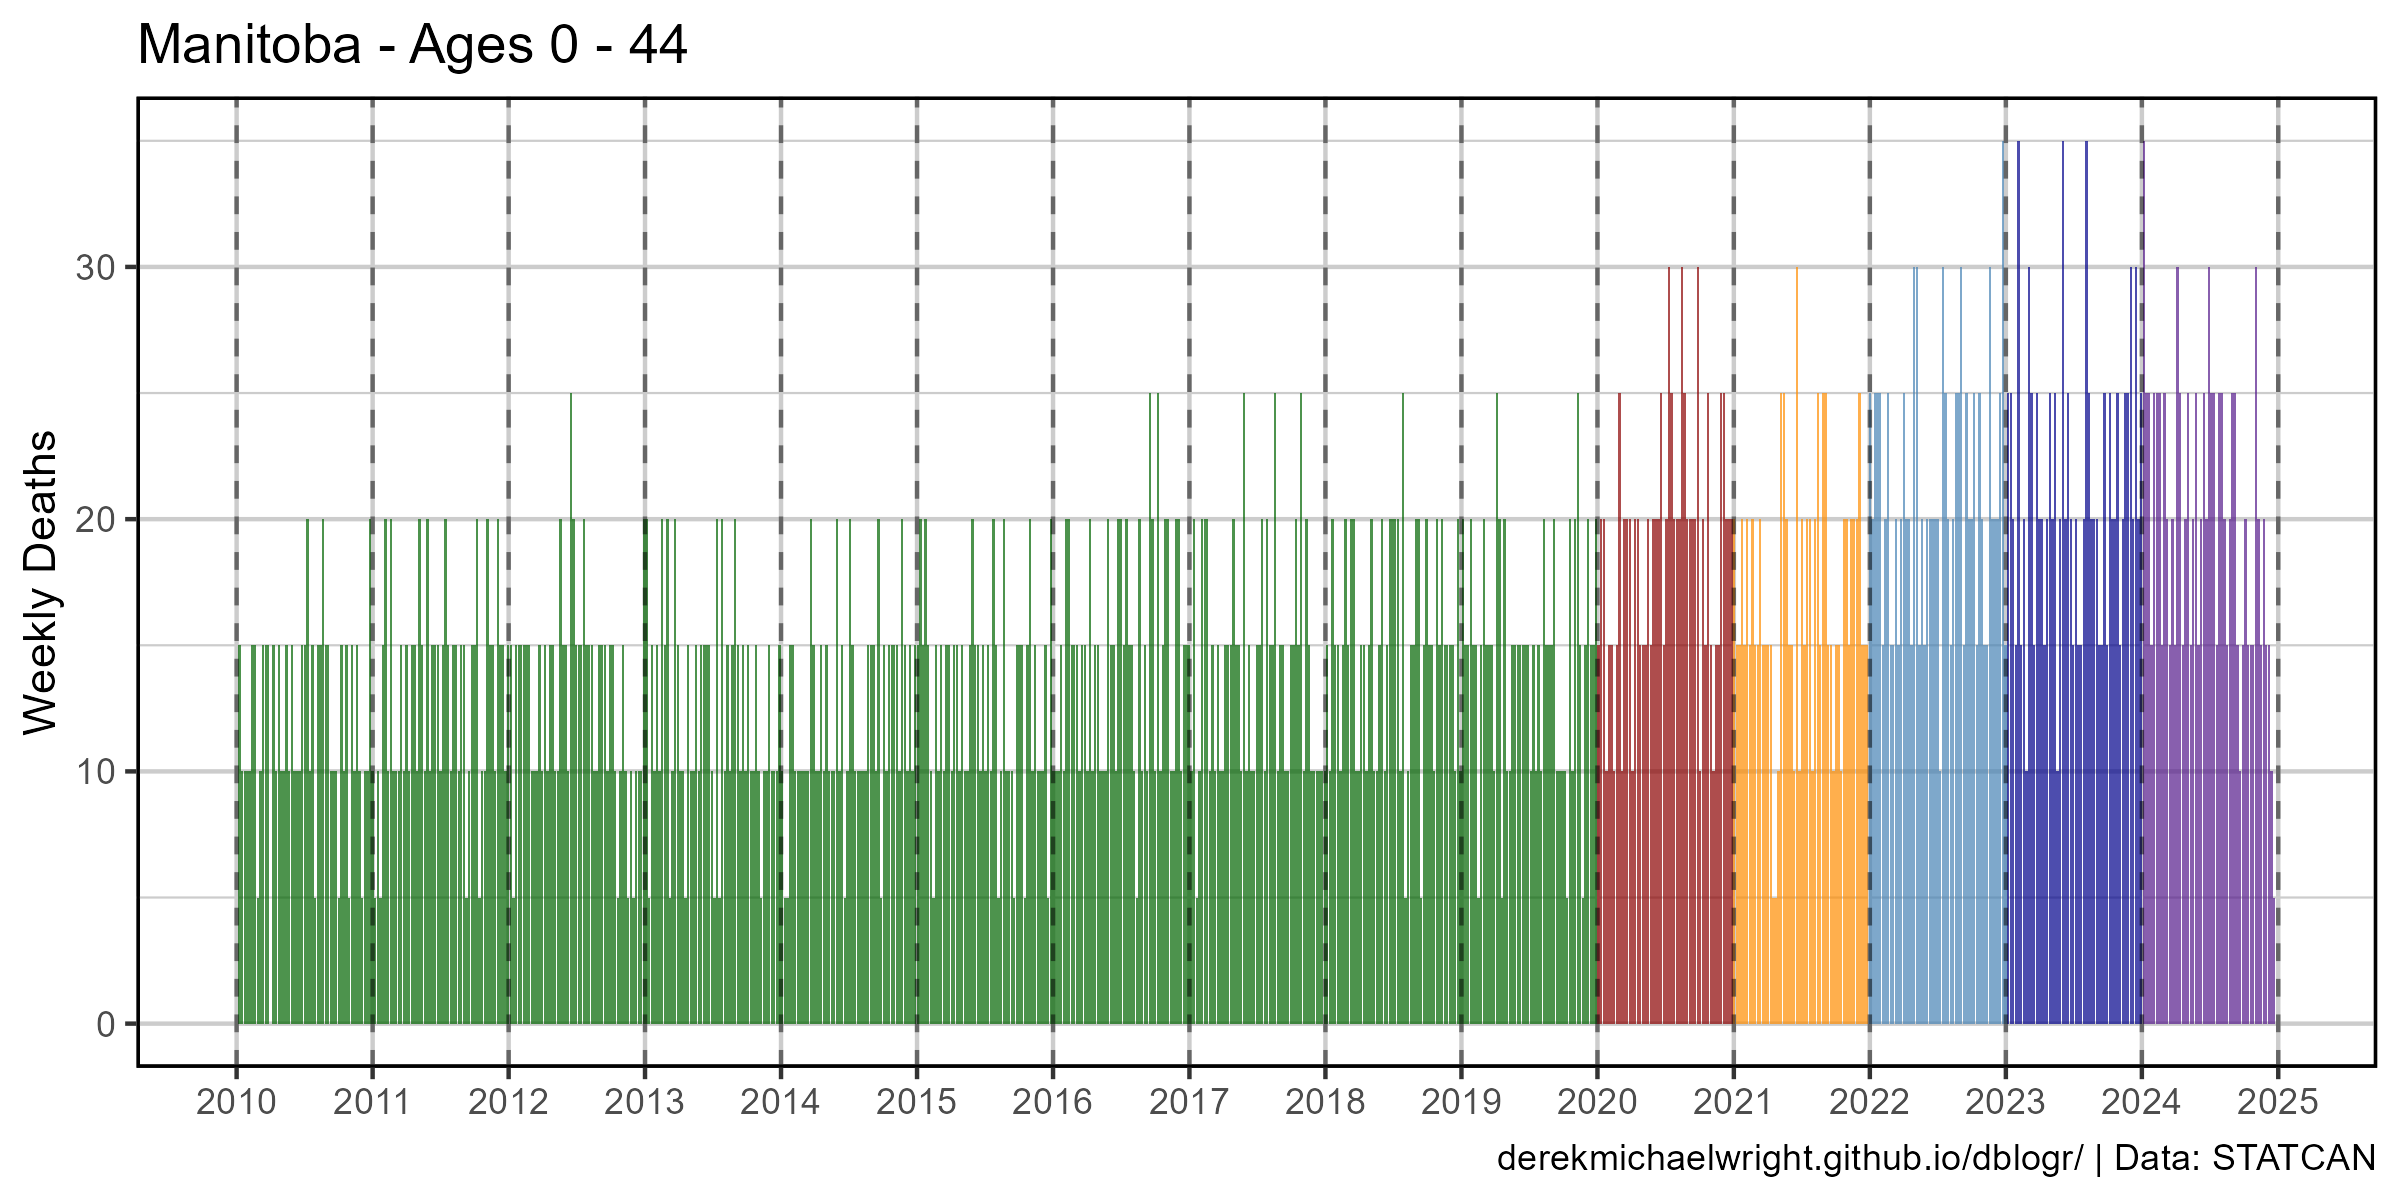 Manitoba - Ages 0 - 44
Weekly Deaths
30
20
10
0
2010 2011 2012 2013 2014 2015 2016 2017 2018 2019 2020 2021 2022 2023 2024 2025
derekmichaelwright.github.io/dblogr/ | Data: STATCAN